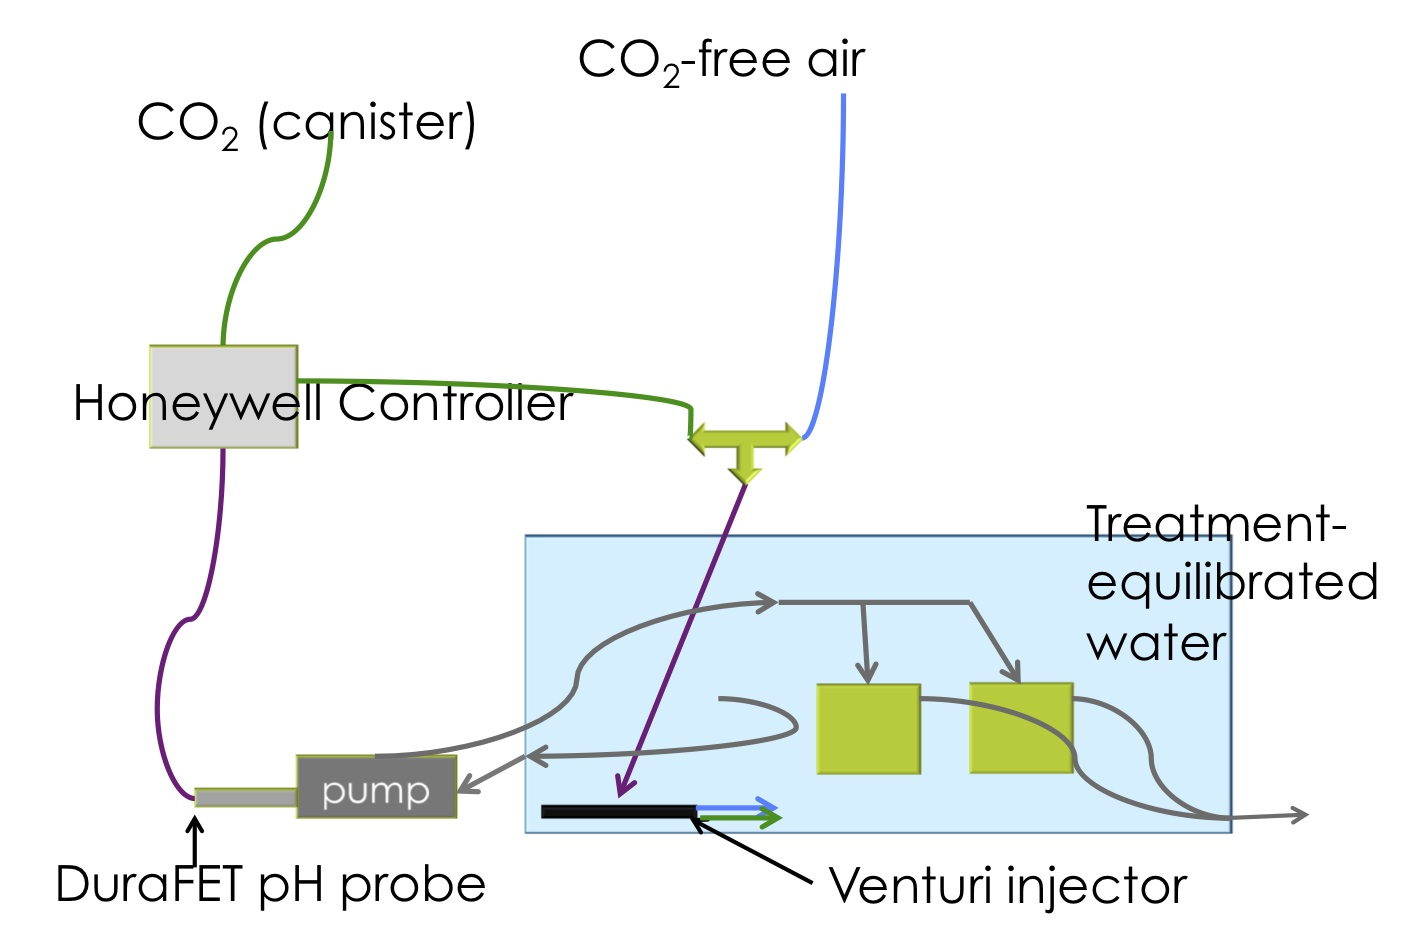 CO₂-free air
CO₂ (canister)
Honeywell Controller
Treatment-
equilibrated
water
pump
DuraFET pH probe
Venturi injector